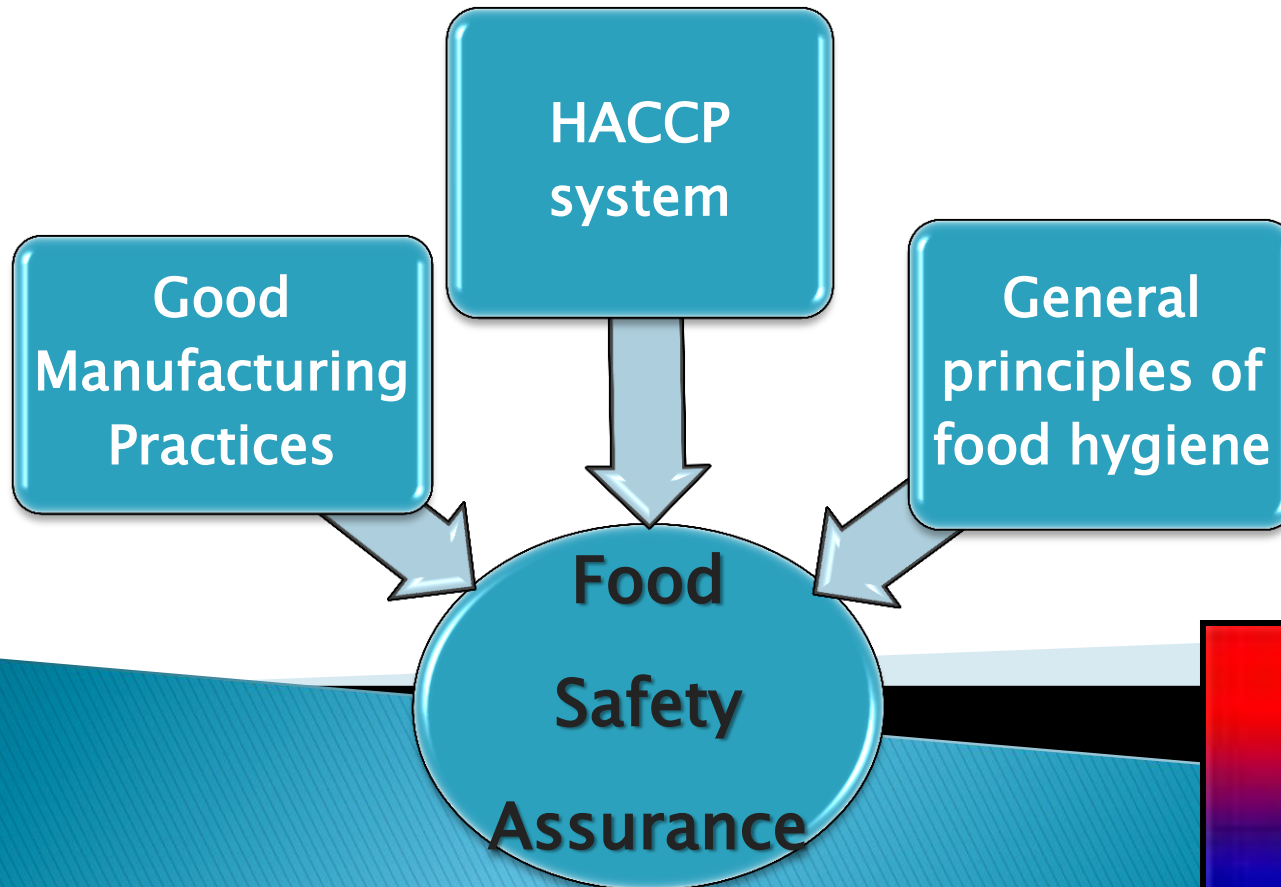 HACCP
system
Good
Manufacturing
Practices
General
principles of
food hygiene
Food
Safety
Assurance